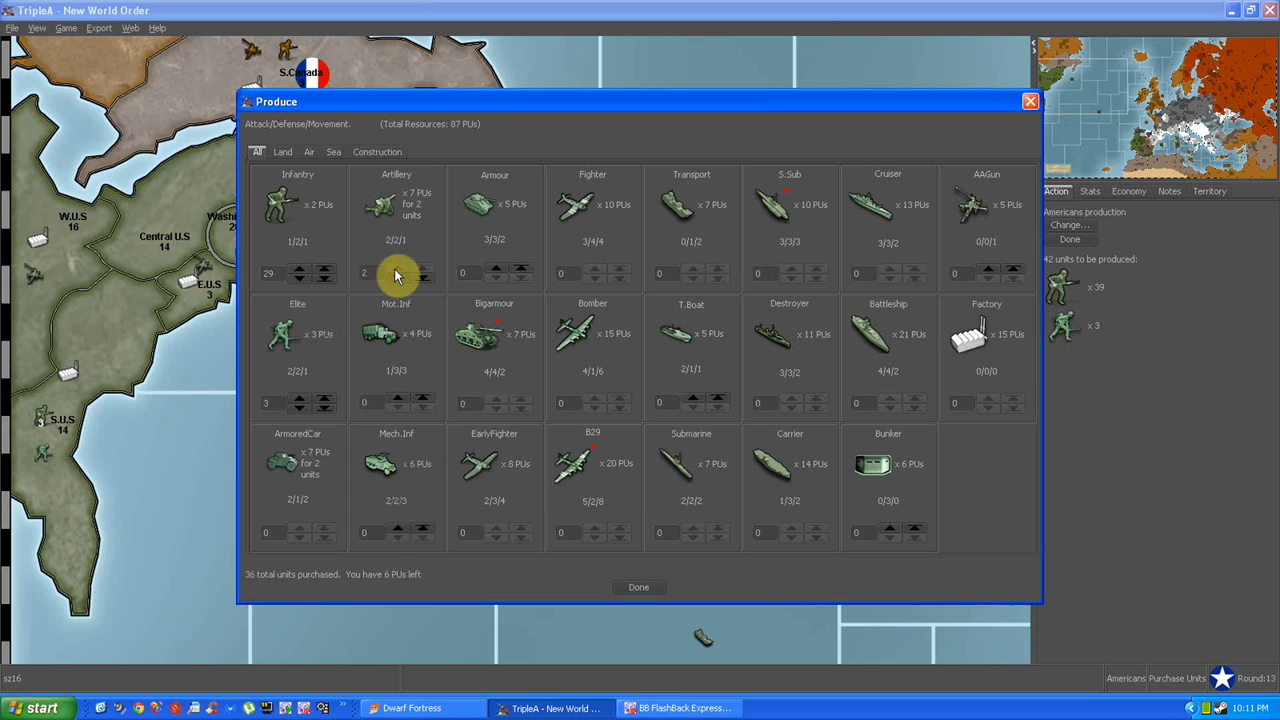 TripleA - New World Order
File View Game Export Web Help
S.Canada
W.U.S
16
Central U.S
14
E.U.S
3
S.U.S
14
3
Produce
Attack/Defense/Movement. (Total Resources: 87 PUs)
All Land Air Sea Construction
Infantry Artillery Armour Fighter Transport S.Sub Cruiser AAGun
x 2 PUs x 7 PUs for 2 units x 5 PUs x 10 PUs x 7 PUs x 10 PUs x 13 PUs x 5 PUs
1/2/1 2/2/1 3/3/2 3/4/4 0/1/2 3/3/3 3/3/2 0/0/1
29 2 0 0 0 0 0 0
Elite Mot.Inf Bigarmour Bomber T.Boat Destroyer Battleship Factory
x 3 PUs x 4 PUs x 7 PUs x 15 PUs x 5 PUs x 11 PUs x 21 PUs x 15 PUs
2/2/1 1/3/3 4/4/2 4/1/6 2/1/1 3/3/2 4/4/2 0/0/0
3 0 0 0 0 0 0 0
ArmoredCar Mech.Inf EarlyFighter B29 Submarine Carrier Bunker
x 7 PUs for 2 units x 6 PUs x 8 PUs x 20 PUs x 7 PUs x 14 PUs x 6 PUs
2/1/2 2/2/3 2/3/4 5/2/8 2/2/2 1/3/2 0/3/0
0 0 0 0 0 0 0
36 total units purchased. You have 6 PUs left
Done
Action Stats Economy Notes Territory
Americans production
Change...
Done
42 units to be produced:
x 39
x 3
sz16
Americans Purchase Units Round:13
start Dwarf Fortress TripleA - New World ... BB FlashBack Express... 10:11 PM